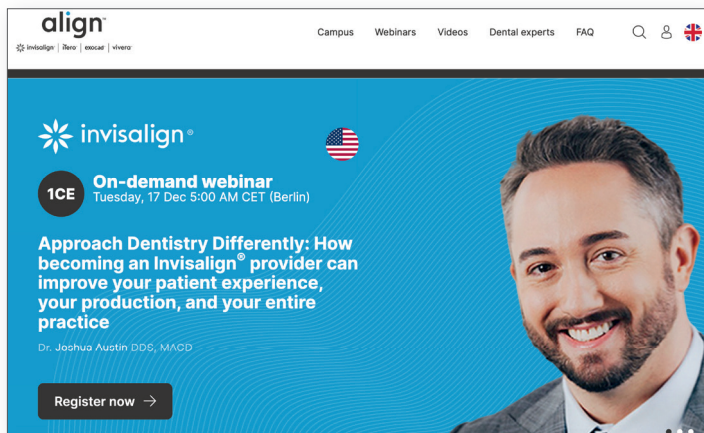 align™
invisalign | iTero | exocad | vivera
Campus Webinars Videos Dental experts FAQ
invisalign®
1CE
On-demand webinar
Tuesday, 17 Dec 5:00 AM CET (Berlin)
Approach Dentistry Differently: How
becoming an Invisalign® provider can
improve your patient experience,
your production, and your entire
practice
Dr. Joshua Austin DDS, MACD
Register now →